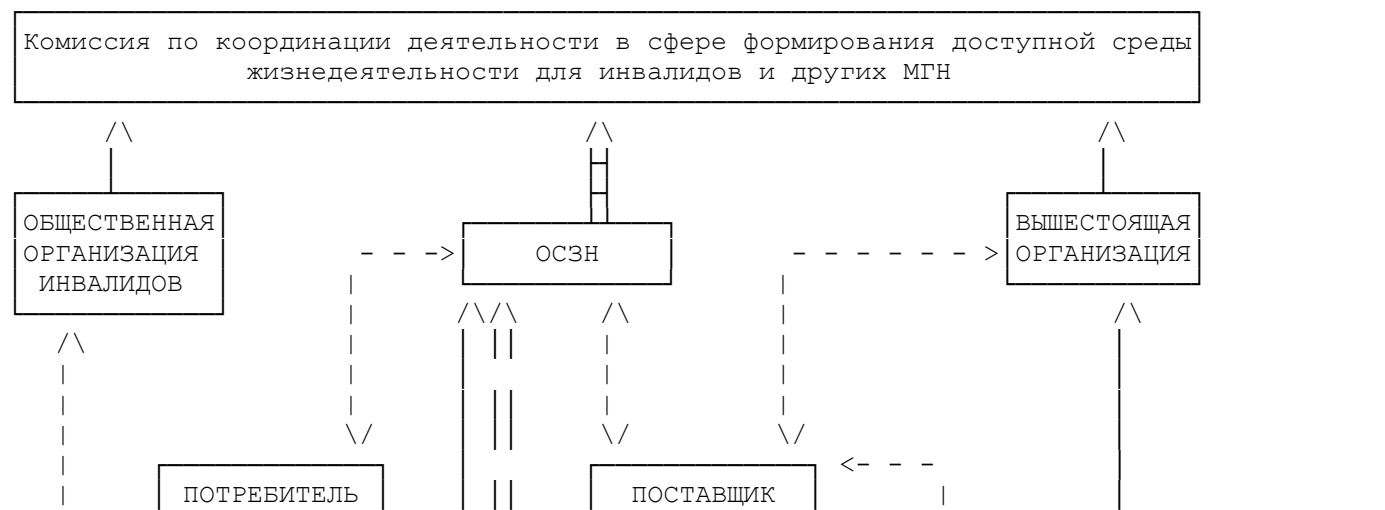 Комиссия по координации деятельности в сфере формирования доступной среды
жизнедеятельности для инвалидов и других МГН
ОБЩЕСТВЕННАЯ
ОРГАНИЗАЦИЯ
ИНВАЛИДОВ
ОСЗН
ВЫШЕСТОЯЩАЯ
ОРГАНИЗАЦИЯ
ПОТРЕБИТЕЛЬ
ПОСТАВЩИК